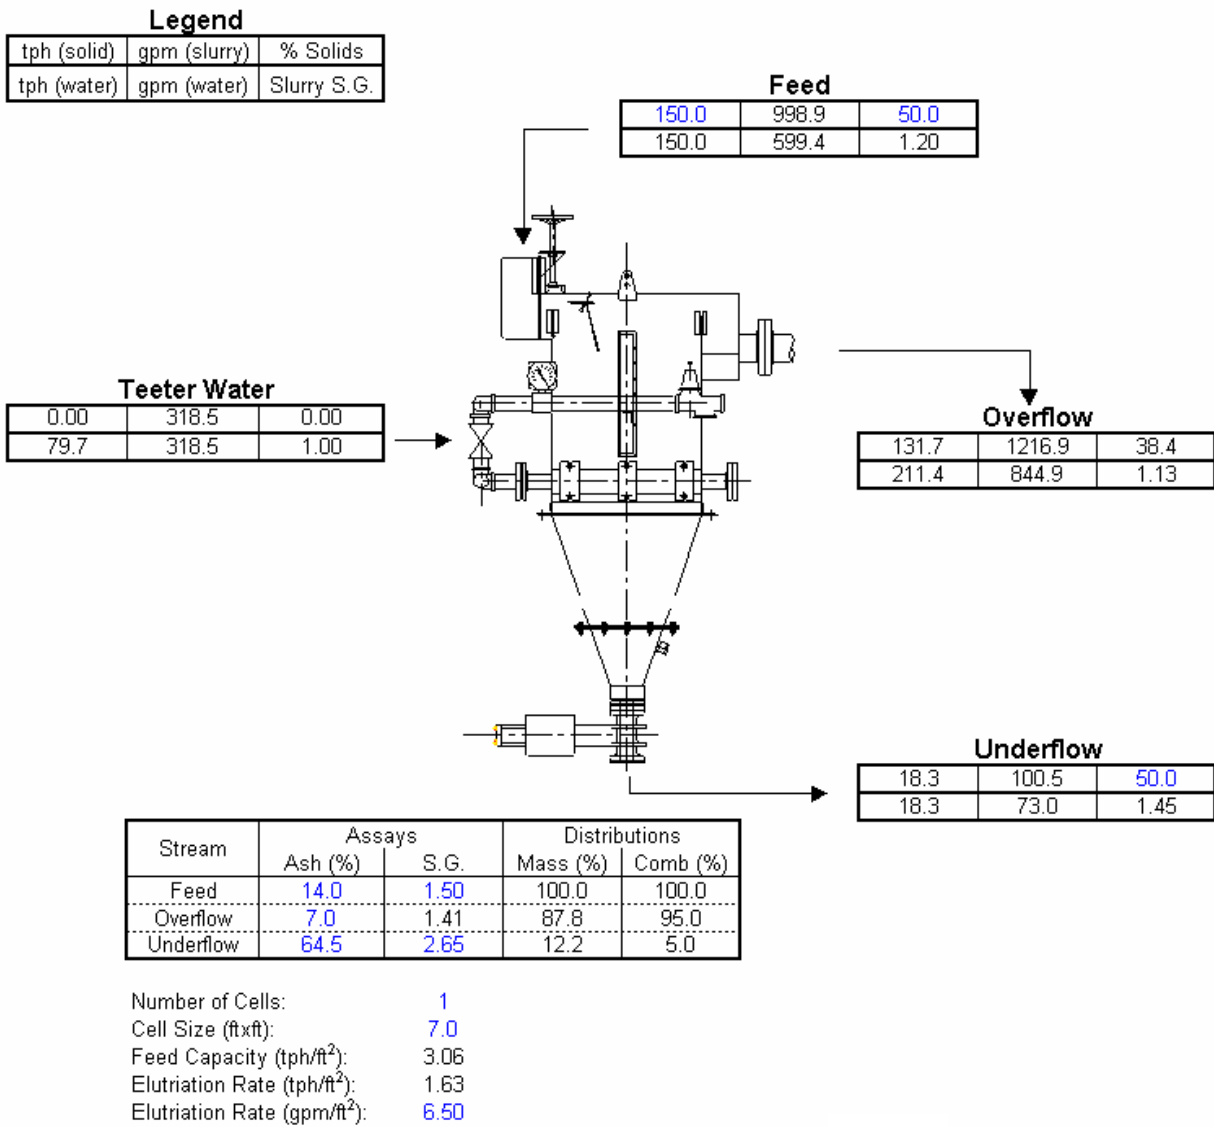 Legend
tph (solid) gpm (slurry) % Solids
tph (water) gpm (water) Slurry S.G.
Feed
150.0 998.9 50.0
150.0 599.4 1.20
Teeter Water
0.00 318.5 0.00
79.7 318.5 1.00
Overflow
131.7 1216.9 38.4
211.4 844.9 1.13
Underflow
18.3 100.5 50.0
18.3 73.0 1.45
Stream Assays Distributions
Ash (%) S.G. Mass (%) Comb (%)
Feed 14.0 1.50 100.0 100.0
Overflow 7.0 1.41 87.8 95.0
Underflow 64.5 2.65 12.2 5.0
Number of Cells: 1
Cell Size (ftxft): 7.0
Feed Capacity (tph/ft²): 3.06
Elutriation Rate (tph/ft²): 1.63
Elutriation Rate (gpm/ft²): 6.50